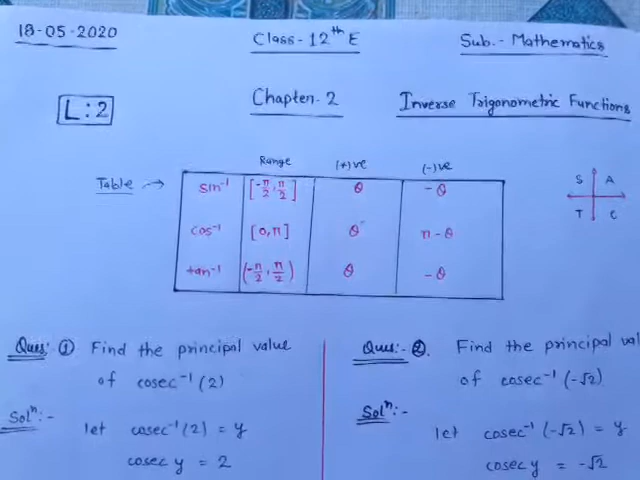 18-05-2020 Class-12th E Sub.- Mathematics
L:2 Chapter-2 Inverse Trigonometric Functions
Range (+)ve (-)ve
Table → sin⁻¹ [-π/2, π/2] θ -θ
cos⁻¹ [0, π] θ π-θ
tan⁻¹ (-π/2, π/2) θ -θ
S A
T C
Ques:① Find the principal value
of cosec⁻¹(2)
Solⁿ:-
let cosec⁻¹(2) = y
cosec y = 2
Ques:-②. Find the principal val
of cosec⁻¹(-√2)
Solⁿ:-
let cosec⁻¹(-√2) = y
cosec y = -√2